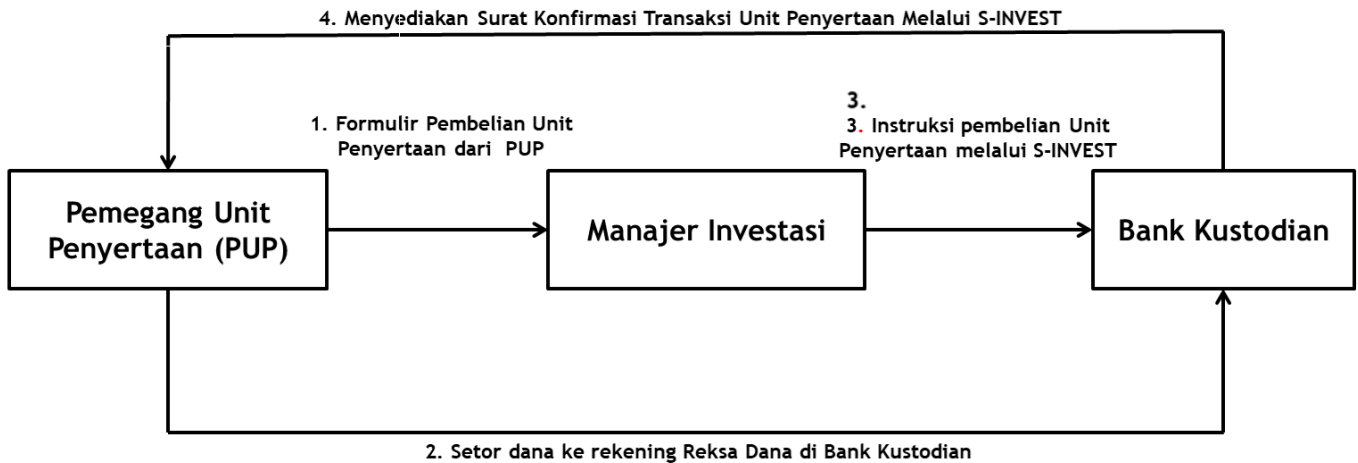 4. Menyediakan Surat Konfirmasi Transaksi Unit Penyertaan Melalui S-INVEST
1. Formulir Pembelian Unit
Penyertaan dari PUP
3.
3. Instruksi pembelian Unit
Penyertaan melalui S-INVEST
Pemegang Unit
Penyertaan (PUP)
Manajer Investasi
Bank Kustodian
2. Setor dana ke rekening Reksa Dana di Bank Kustodian